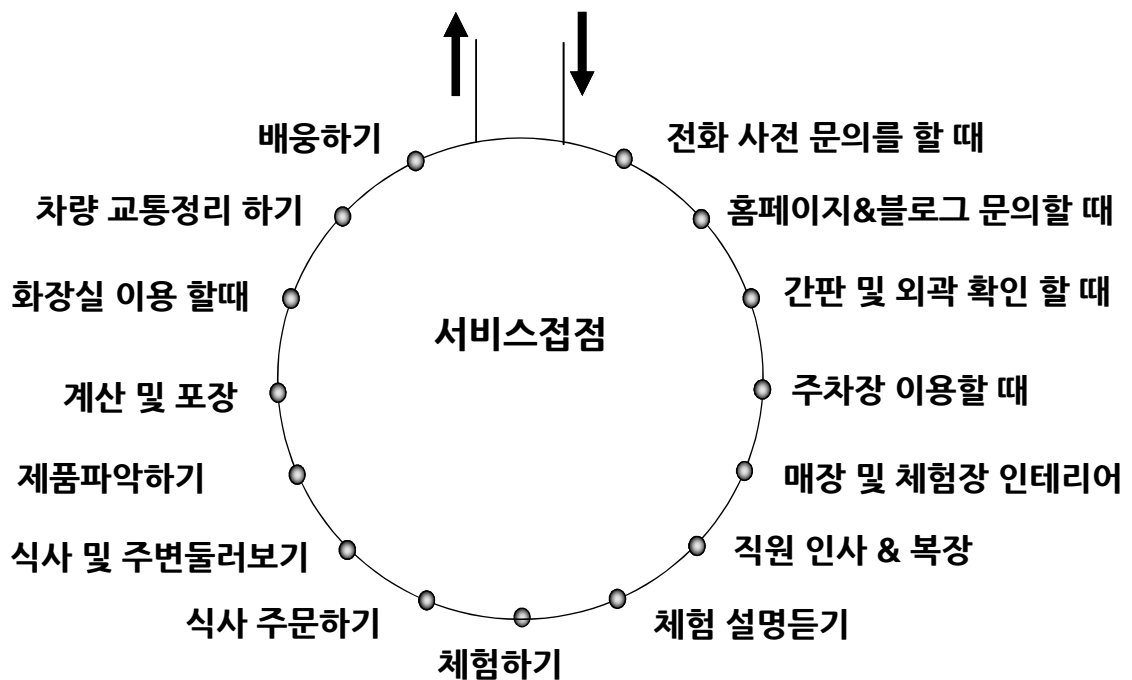 배웅하기
전화 사전 문의를 할 때
차량 교통정리 하기
홈페이지&블로그 문의할 때
화장실 이용 할때
간판 및 외곽 확인 할 때
서비스접점
계산 및 포장
주차장 이용할 때
제품파악하기
매장 및 체험장 인테리어
식사 및 주변둘러보기
직원 인사 & 복장
식사 주문하기
체험 설명듣기
체험하기